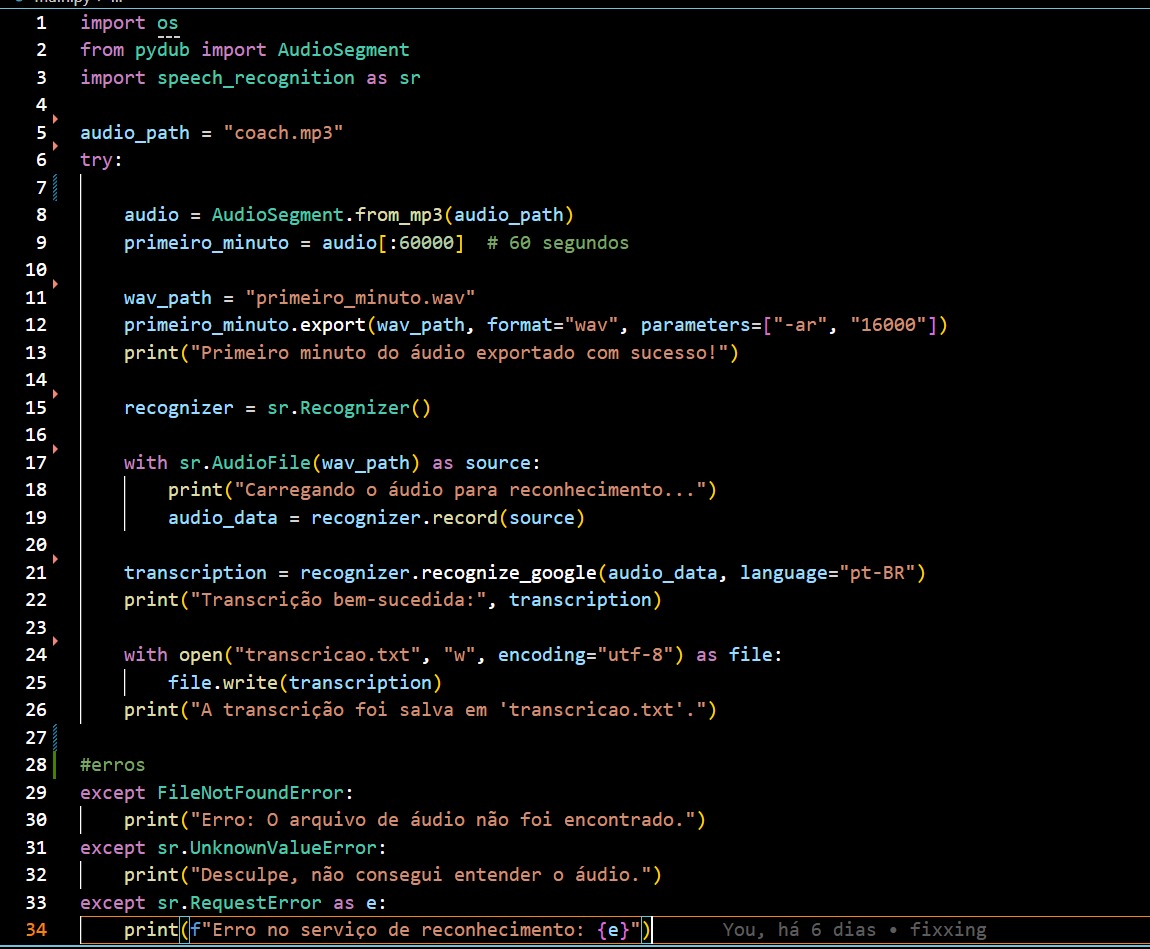 1 import os
2 from pydub import AudioSegment
3 import speech_recognition as sr
4
5 audio_path = "coach.mp3"
6 try:
7
8     audio = AudioSegment.from_mp3(audio_path)
9     primeiro_minuto = audio[:60000]  # 60 segundos
10
11     wav_path = "primeiro_minuto.wav"
12     primeiro_minuto.export(wav_path, format="wav", parameters=["-ar", "16000"])
13     print("Primeiro minuto do áudio exportado com sucesso!")
14
15     recognizer = sr.Recognizer()
16
17     with sr.AudioFile(wav_path) as source:
18         print("Carregando o áudio para reconhecimento...")
19         audio_data = recognizer.record(source)
20
21     transcription = recognizer.recognize_google(audio_data, language="pt-BR")
22     print("Transcrição bem-sucedida:", transcription)
23
24     with open("transcricao.txt", "w", encoding="utf-8") as file:
25         file.write(transcription)
26     print("A transcrição foi salva em 'transcricao.txt'.")
27
28 #erros
29 except FileNotFoundError:
30     print("Erro: O arquivo de áudio não foi encontrado.")
31 except sr.UnknownValueError:
32     print("Desculpe, não consegui entender o áudio.")
33 except sr.RequestError as e:
34     print(f"Erro no serviço de reconhecimento: {e}")    You, há 6 dias • fixxing